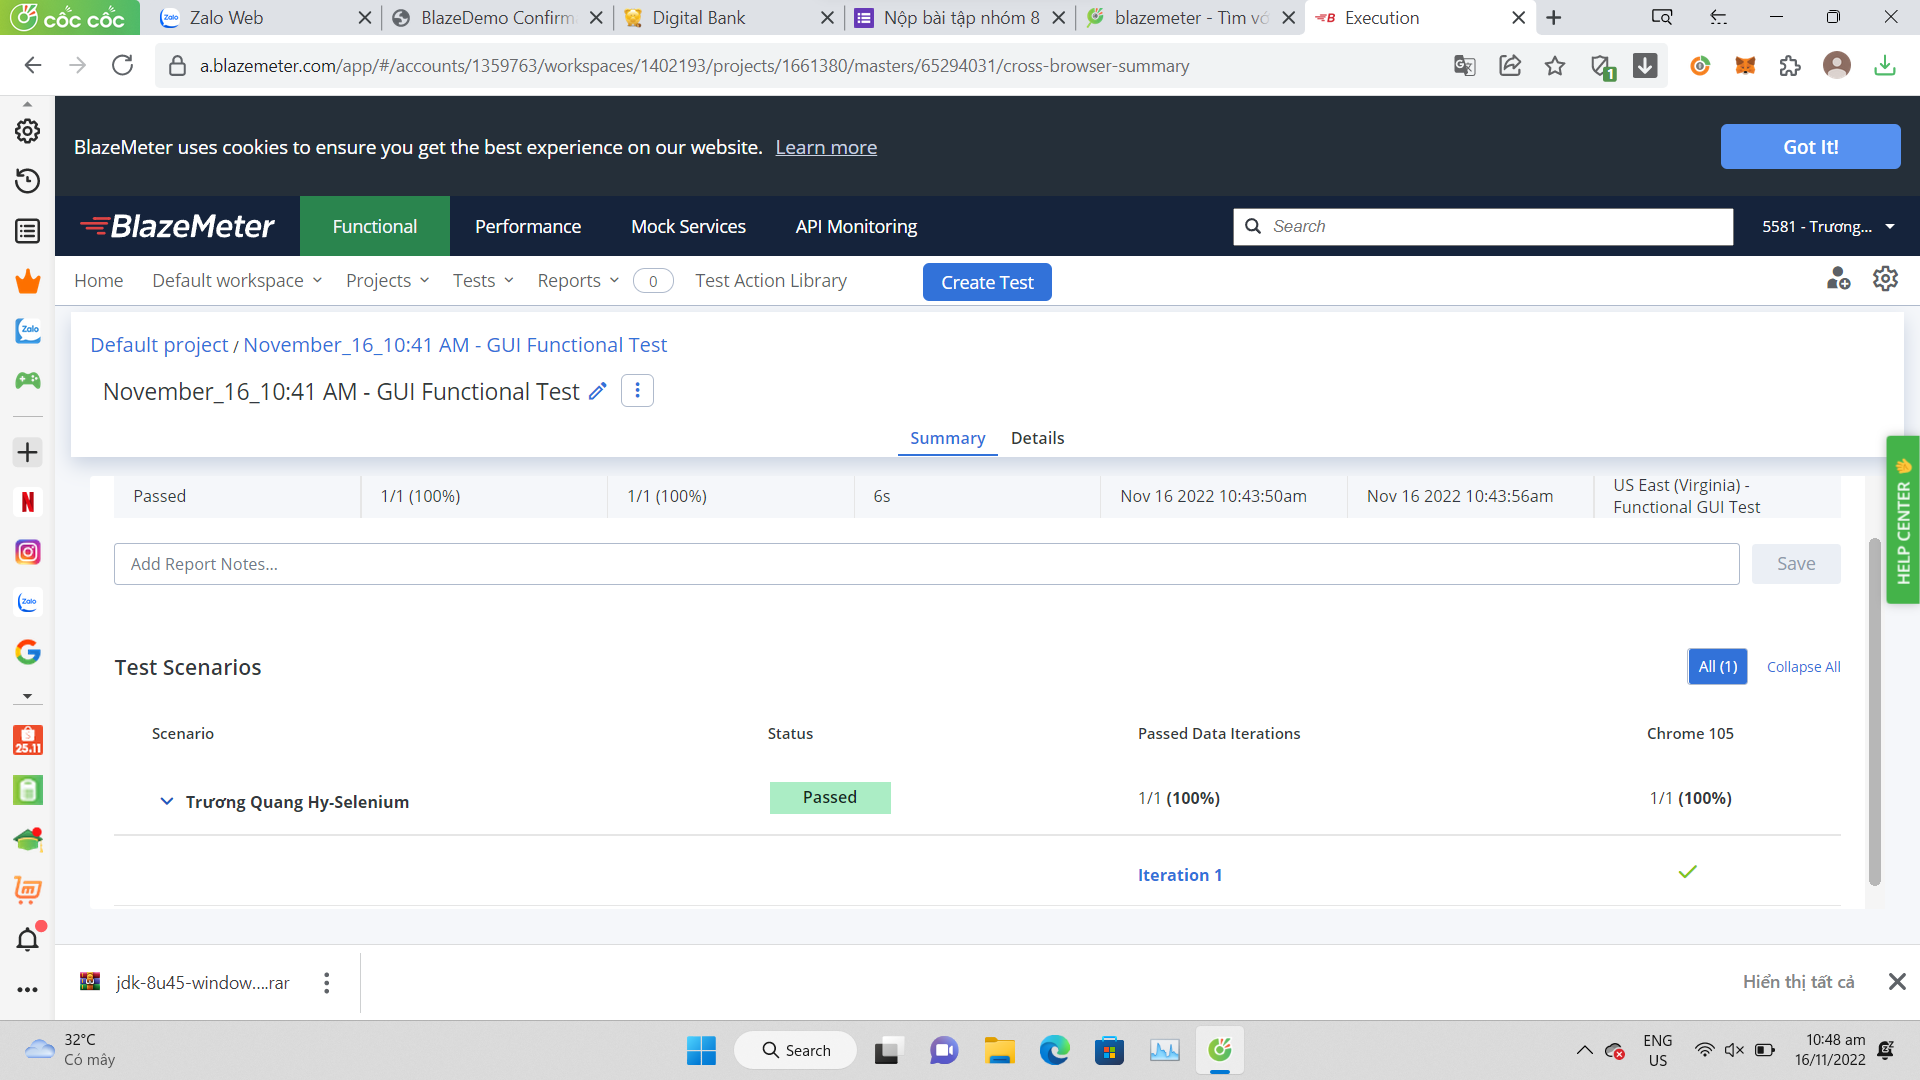 cốc cốc
Zalo Web
BlazeDemo Confirm
Digital Bank
Nộp bài tập nhóm 8
blazemeter - Tìm vớ
Execution
a.blazemeter.com/app/#/accounts/1359763/workspaces/1402193/projects/1661380/masters/65294031/cross-browser-summary
1
BlazeMeter uses cookies to ensure you get the best experience on our website. Learn more
Got It!
BlazeMeter
Functional
Performance
Mock Services
API Monitoring
Search
5581 - Trương...
Home
Default workspace
Projects
Tests
Reports
0
Test Action Library
Create Test
Default project / November_16_10:41 AM - GUI Functional Test
November_16_10:41 AM - GUI Functional Test
Summary
Details
Passed
1/1 (100%)
1/1 (100%)
6s
Nov 16 2022 10:43:50am
Nov 16 2022 10:43:56am
US East (Virginia) -
Functional GUI Test
Add Report Notes...
Save
HELP CENTER
Test Scenarios
All (1)
Collapse All
Scenario
Status
Passed Data Iterations
Chrome 105
Trương Quang Hy-Selenium
Passed
1/1 (100%)
1/1 (100%)
Iteration 1
Zalo
Zalo
25.11
jdk-8u45-window....rar
Hiển thị tất cả
32°C
Có mây
Search
ENG
US
10:48 am
16/11/2022